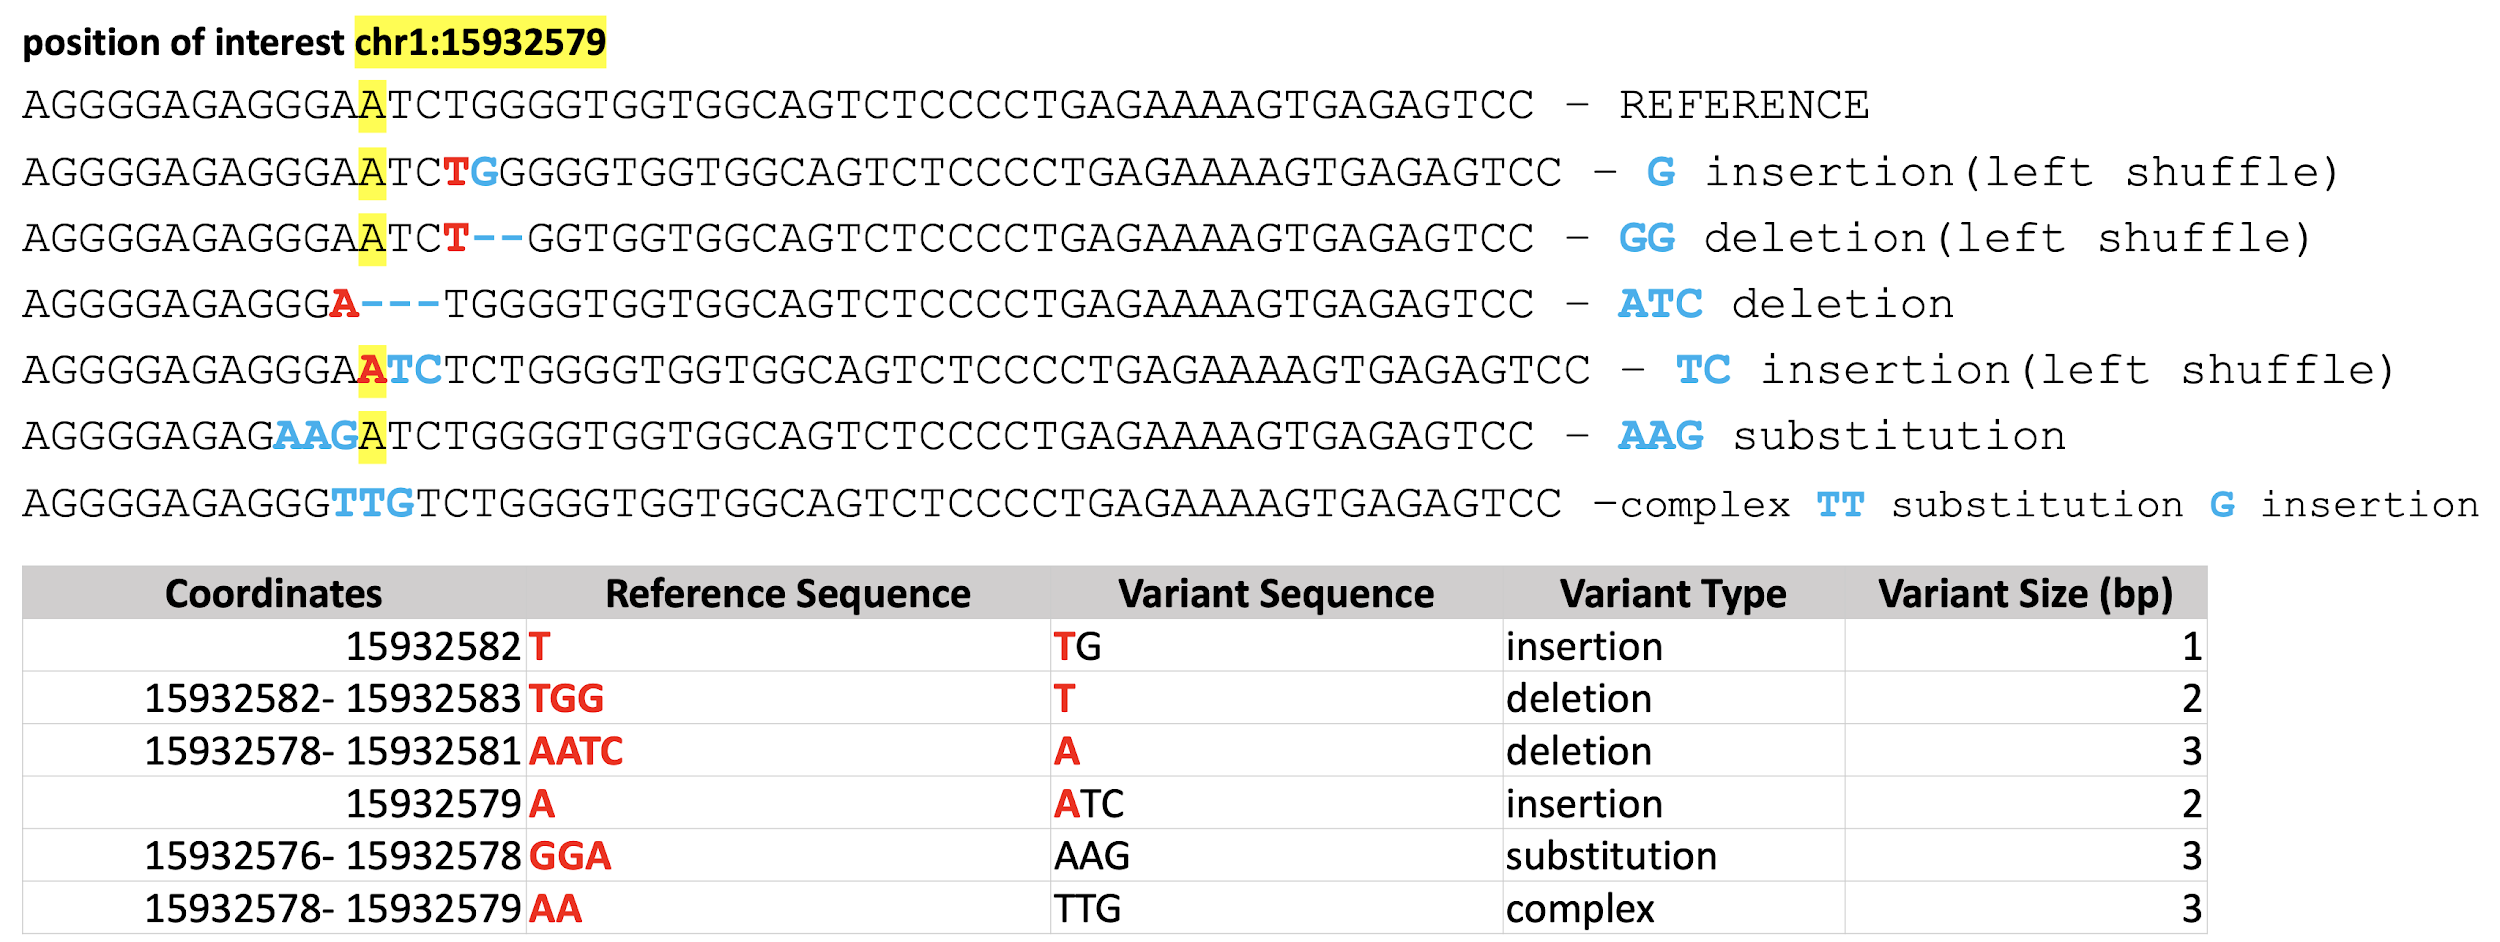 position of interest chr1:15932579
AGGGGAGAGGGAATCTGGGGTGGTGGCAGTCTCCCCTGAGAAAAGTGAGAGTCC – REFERENCE
AGGGGAGAGGGAATCTGGGGGTGGTGGCAGTCTCCCCTGAGAAAAGTGAGAGTCC – G insertion(left shuffle)
AGGGGAGAGGGAATCT--GGTGGTGGCAGTCTCCCCTGAGAAAAGTGAGAGTCC – GG deletion(left shuffle)
AGGGGAGAGGGA---TGGGGTGGTGGCAGTCTCCCCTGAGAAAAGTGAGAGTCC – ATC deletion
AGGGGAGAGGGAATCTCTGGGGTGGTGGCAGTCTCCCCTGAGAAAAGTGAGAGTCC – TC insertion(left shuffle)
AGGGGAGAGAAGATCTGGGGTGGTGGCAGTCTCCCCTGAGAAAAGTGAGAGTCC – AAG substitution
AGGGGAGAGGGTTGTCTGGGGTGGTGGCAGTCTCCCCTGAGAAAAGTGAGAGTCC –complex TT substitution G insertion
Coordinates Reference Sequence Variant Sequence Variant Type Variant Size (bp)
15932582 T TG insertion 1
15932582- 15932583 TGG T deletion 2
15932578- 15932581 AATC A deletion 3
15932579 A ATC insertion 2
15932576- 15932578 GGA AAG substitution 3
15932578- 15932579 AA TTG complex 3